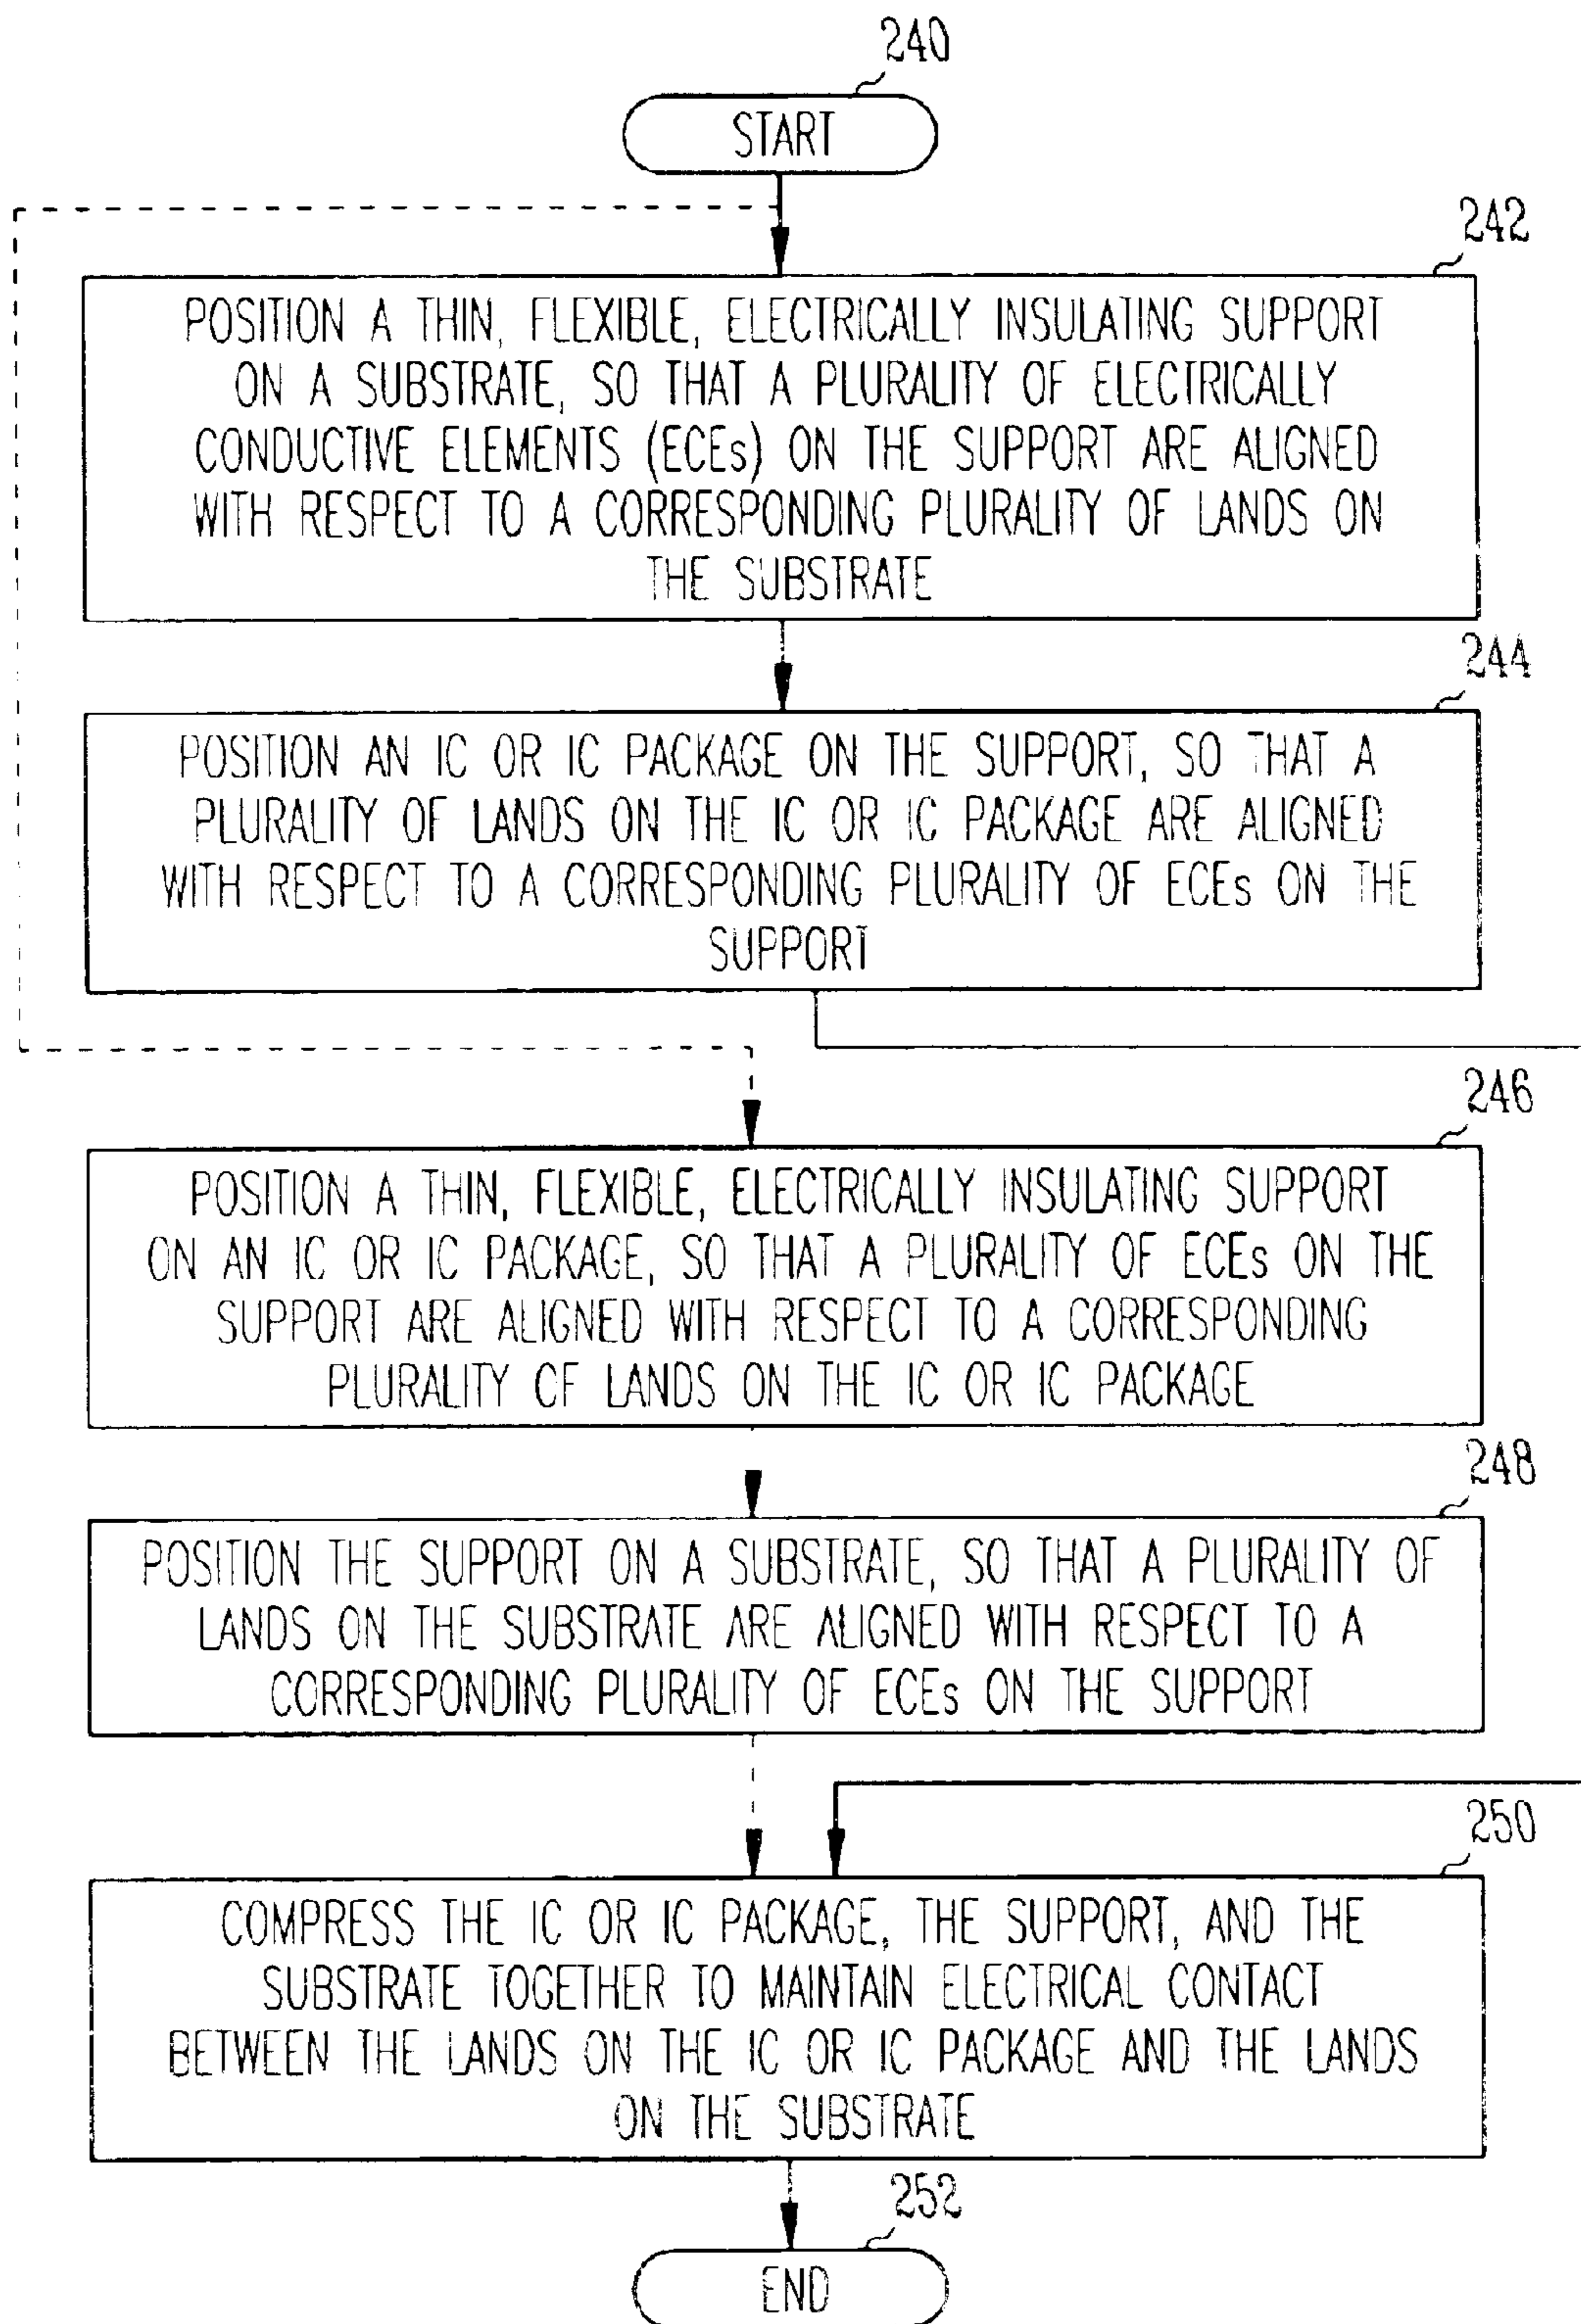 240
START
242
POSITION A THIN, FLEXIBLE, ELECTRICALLY INSULATING SUPPORT
ON A SUBSTRATE, SO THAT A PLURALITY OF ELECTRICALLY
CONDUCTIVE ELEMENTS (ECEs) ON THE SUPPORT ARE ALIGNED
WITH RESPECT TO A CORRESPONDING PLURALITY OF LANDS ON
THE SUBSTRATE
244
POSITION AN IC OR IC PACKAGE ON THE SUPPORT, SO THAT A
PLURALITY OF LANDS ON THE IC OR IC PACKAGE ARE ALIGNED
WITH RESPECT TO A CORRESPONDING PLURALITY OF ECEs ON THE
SUPPORT
246
POSITION A THIN, FLEXIBLE, ELECTRICALLY INSULATING SUPPORT
ON AN IC OR IC PACKAGE, SO THAT A PLURALITY OF ECEs ON THE
SUPPORT ARE ALIGNED WITH RESPECT TO A CORRESPONDING
PLURALITY OF LANDS ON THE IC OR IC PACKAGE
248
POSITION THE SUPPORT ON A SUBSTRATE, SO THAT A PLURALITY OF
LANDS ON THE SUBSTRATE ARE ALIGNED WITH RESPECT TO A
CORRESPONDING PLURALITY OF ECEs ON THE SUPPORT
250
COMPRESS THE IC OR IC PACKAGE, THE SUPPORT, AND THE
SUBSTRATE TOGETHER TO MAINTAIN ELECTRICAL CONTACT
BETWEEN THE LANDS ON THE IC OR IC PACKAGE AND THE LANDS
ON THE SUBSTRATE
252
END